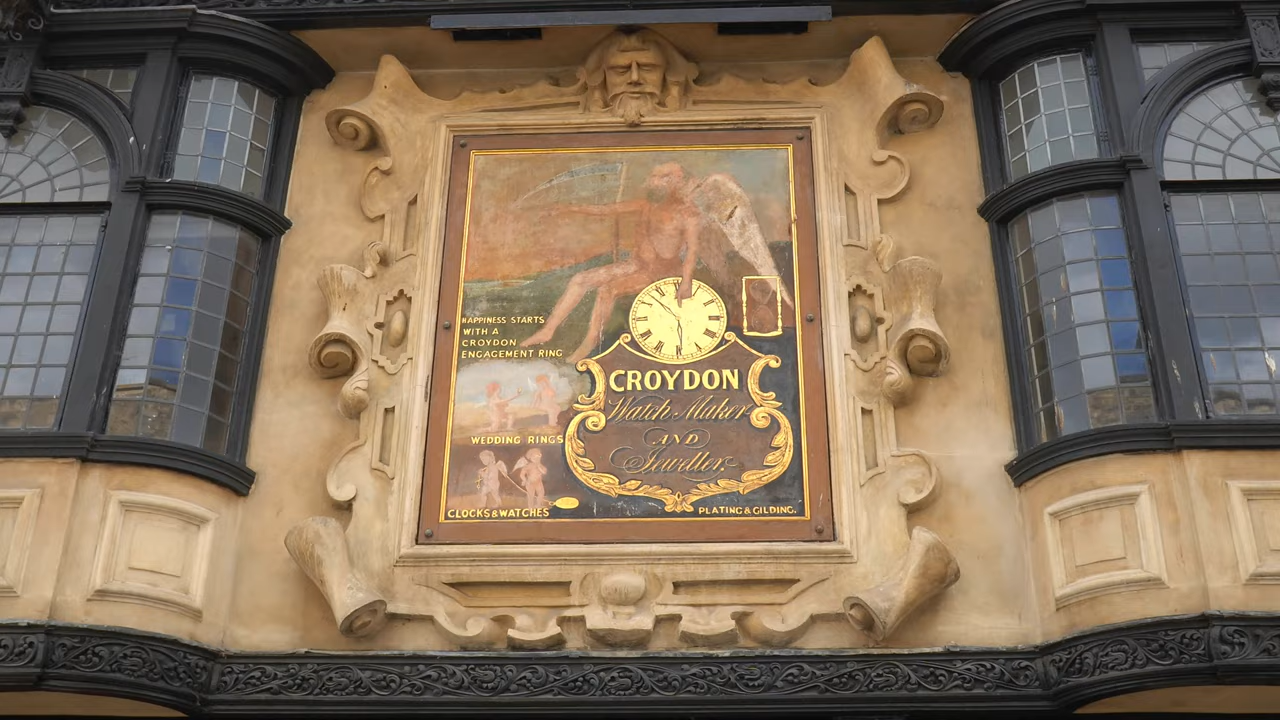 HAPPINESS STARTS
WITH A
CROYDON
ENGAGEMENT RING
CROYDON
Watch Maker
AND
Jeweller.
WEDDING RINGS
CLOCKS & WATCHES
PLATING & GILDING.